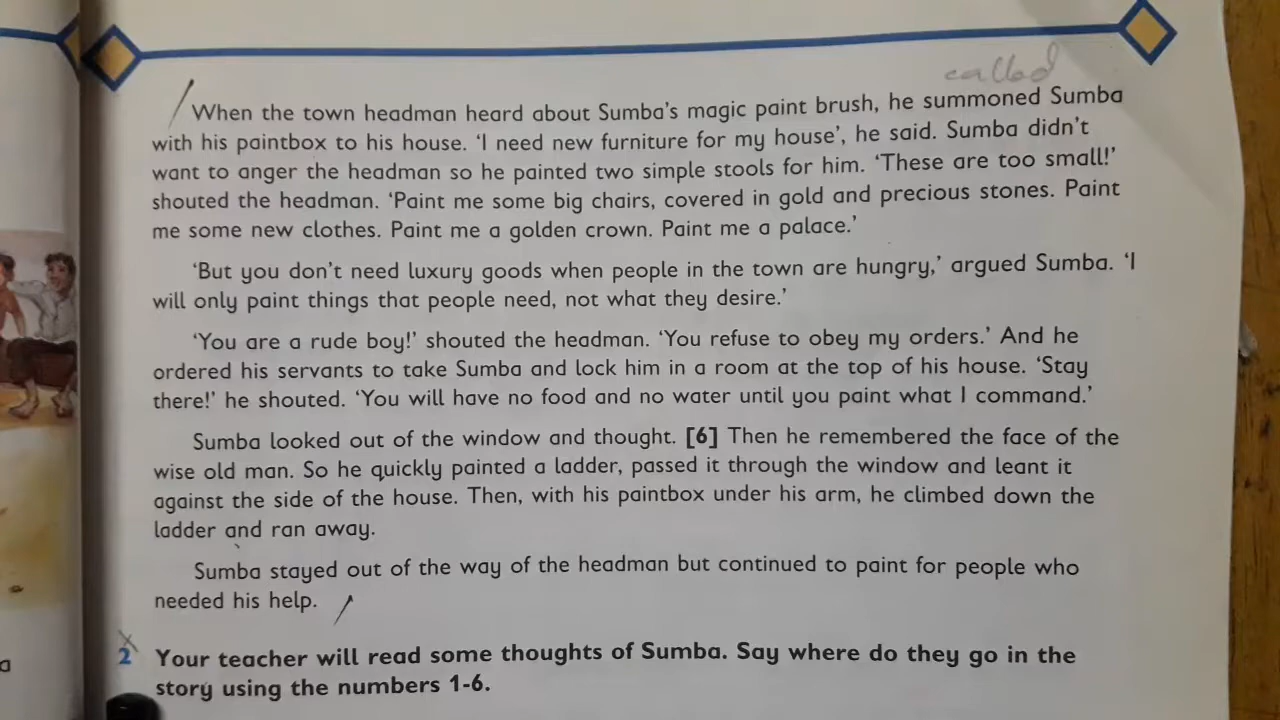 called
When the town headman heard about Sumba's magic paint brush, he summoned Sumba
with his paintbox to his house. 'I need new furniture for my house', he said. Sumba didn't
want to anger the headman so he painted two simple stools for him. 'These are too small!'
shouted the headman. 'Paint me some big chairs, covered in gold and precious stones. Paint
me some new clothes. Paint me a golden crown. Paint me a palace.'
'But you don't need luxury goods when people in the town are hungry,' argued Sumba. 'I
will only paint things that people need, not what they desire.'
'You are a rude boy!' shouted the headman. 'You refuse to obey my orders.' And he
ordered his servants to take Sumba and lock him in a room at the top of his house. 'Stay
there!' he shouted. 'You will have no food and no water until you paint what I command.'
Sumba looked out of the window and thought. [6] Then he remembered the face of the
wise old man. So he quickly painted a ladder, passed it through the window and leant it
against the side of the house. Then, with his paintbox under his arm, he climbed down the
ladder and ran away.
Sumba stayed out of the way of the headman but continued to paint for people who
needed his help.
2 Your teacher will read some thoughts of Sumba. Say where do they go in the
story using the numbers 1-6.